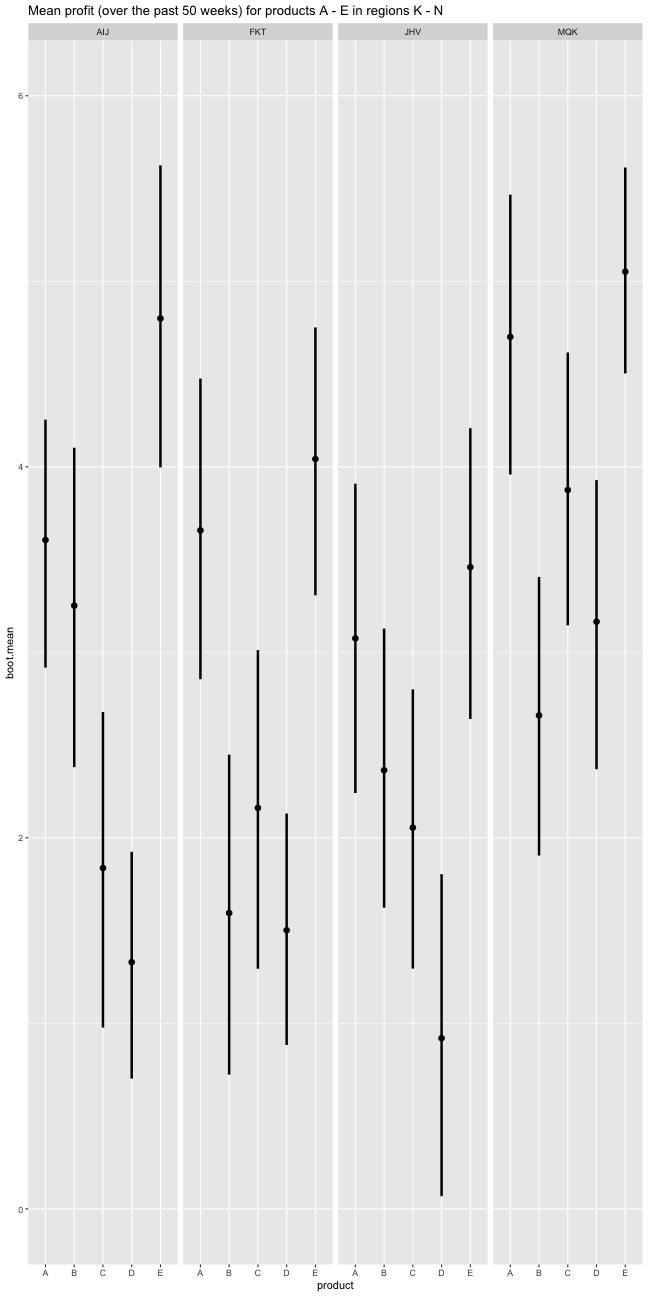 Mean profit (over the past 50 weeks) for products A - E in regions K - N
AIJ FKT JHV MQK
6
4
2
0
boot.mean
A B C D E A B C D E A B C D E A B C D E
product